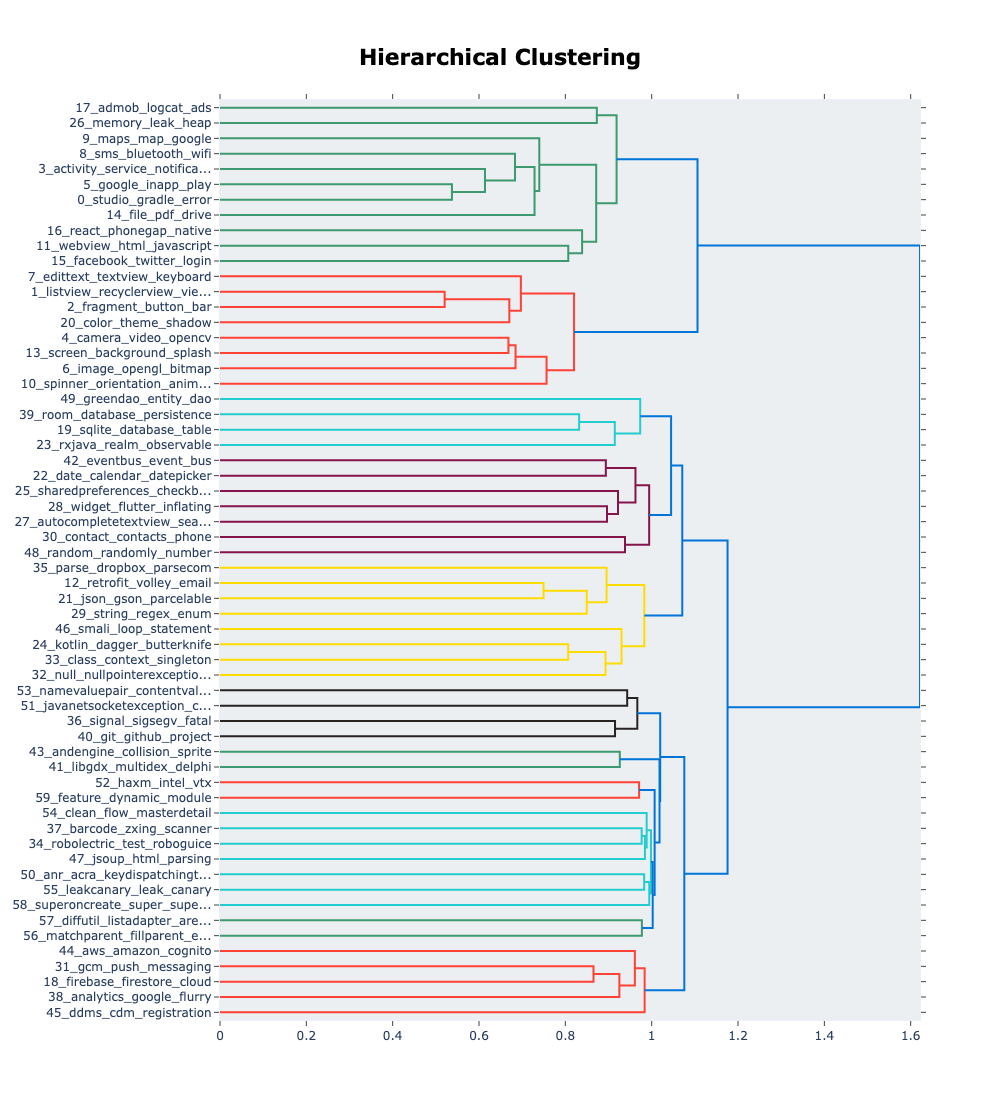 Hierarchical Clustering
17_admob_logcat_ads
26_memory_leak_heap
9_maps_map_google
8_sms_bluetooth_wifi
3_activity_service_notifica...
5_google_inapp_play
0_studio_gradle_error
14_file_pdf_drive
16_react_phonegap_native
11_webview_html_javascript
15_facebook_twitter_login
7_edittext_textview_keyboard
1_listview_recyclerview_vie...
2_fragment_button_bar
20_color_theme_shadow
4_camera_video_opencv
13_screen_background_splash
6_image_opengl_bitmap
10_spinner_orientation_anim...
49_greendao_entity_dao
39_room_database_persistence
19_sqlite_database_table
23_rxjava_realm_observable
42_eventbus_event_bus
22_date_calendar_datepicker
25_sharedpreferences_checkb...
28_widget_flutter_inflating
27_autocompletetextview_sea...
30_contact_contacts_phone
48_random_randomly_number
35_parse_dropbox_parsecom
12_retrofit_volley_email
21_json_gson_parcelable
29_string_regex_enum
46_smali_loop_statement
24_kotlin_dagger_butterknife
33_class_context_singleton
32_null_nullpointerexceptio...
53_namevaluepair_contentval...
51_javanetsocketexception_c...
36_signal_sigsegv_fatal
40_git_github_project
43_andengine_collision_sprite
41_libgdx_multidex_delphi
52_haxm_intel_vtx
59_feature_dynamic_module
54_clean_flow_masterdetail
37_barcode_zxing_scanner
34_robolectric_test_roboguice
47_jsoup_html_parsing
50_anr_acra_keydispatchingt...
55_leakcanary_leak_canary
58_superoncreate_super_supe...
57_diffutil_listadapter_are...
56_matchparent_fillparent_e...
44_aws_amazon_cognito
31_gcm_push_messaging
18_firebase_firestore_cloud
38_analytics_google_flurry
45_ddms_cdm_registration
0 0.2 0.4 0.6 0.8 1 1.2 1.4 1.6